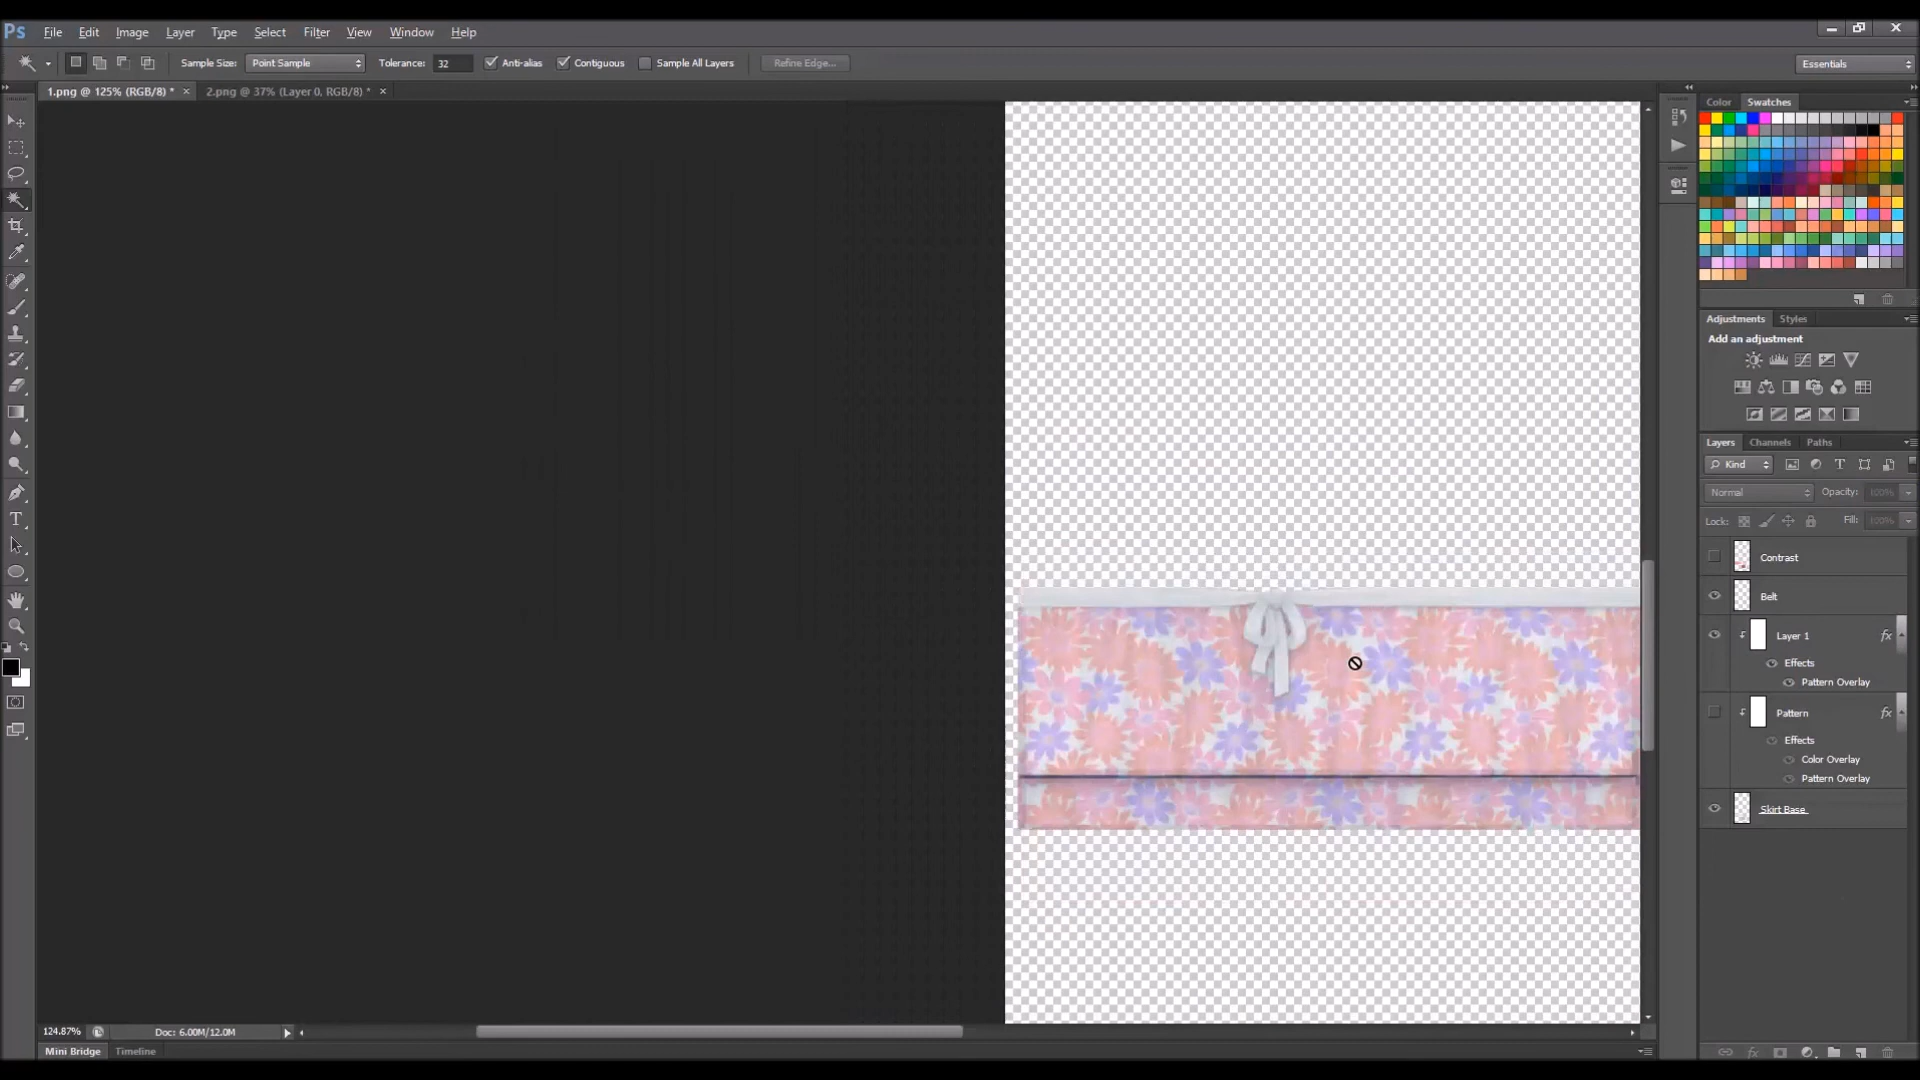 Ps File Edit Image Layer Type Select Filter View Window Help
Sample Size: Point Sample Tolerance: 32 Anti-alias Contiguous Sample All Layers Refine Edge... Essentials
1.png @ 125% (RGB/8) * × 2.png @ 37% (Layer 0, RGB/8) * ×
Color Swatches
Adjustments Styles
Add an adjustment
Layers Channels Paths
Kind
Normal Opacity: 100%
Lock: Fill: 100%
Contrast
Belt
Layer 1 fx
Effects
Pattern Overlay
Pattern fx
Effects
Color Overlay
Pattern Overlay
Skirt Base
124.87% Doc: 6.00M/12.0M
Mini Bridge Timeline